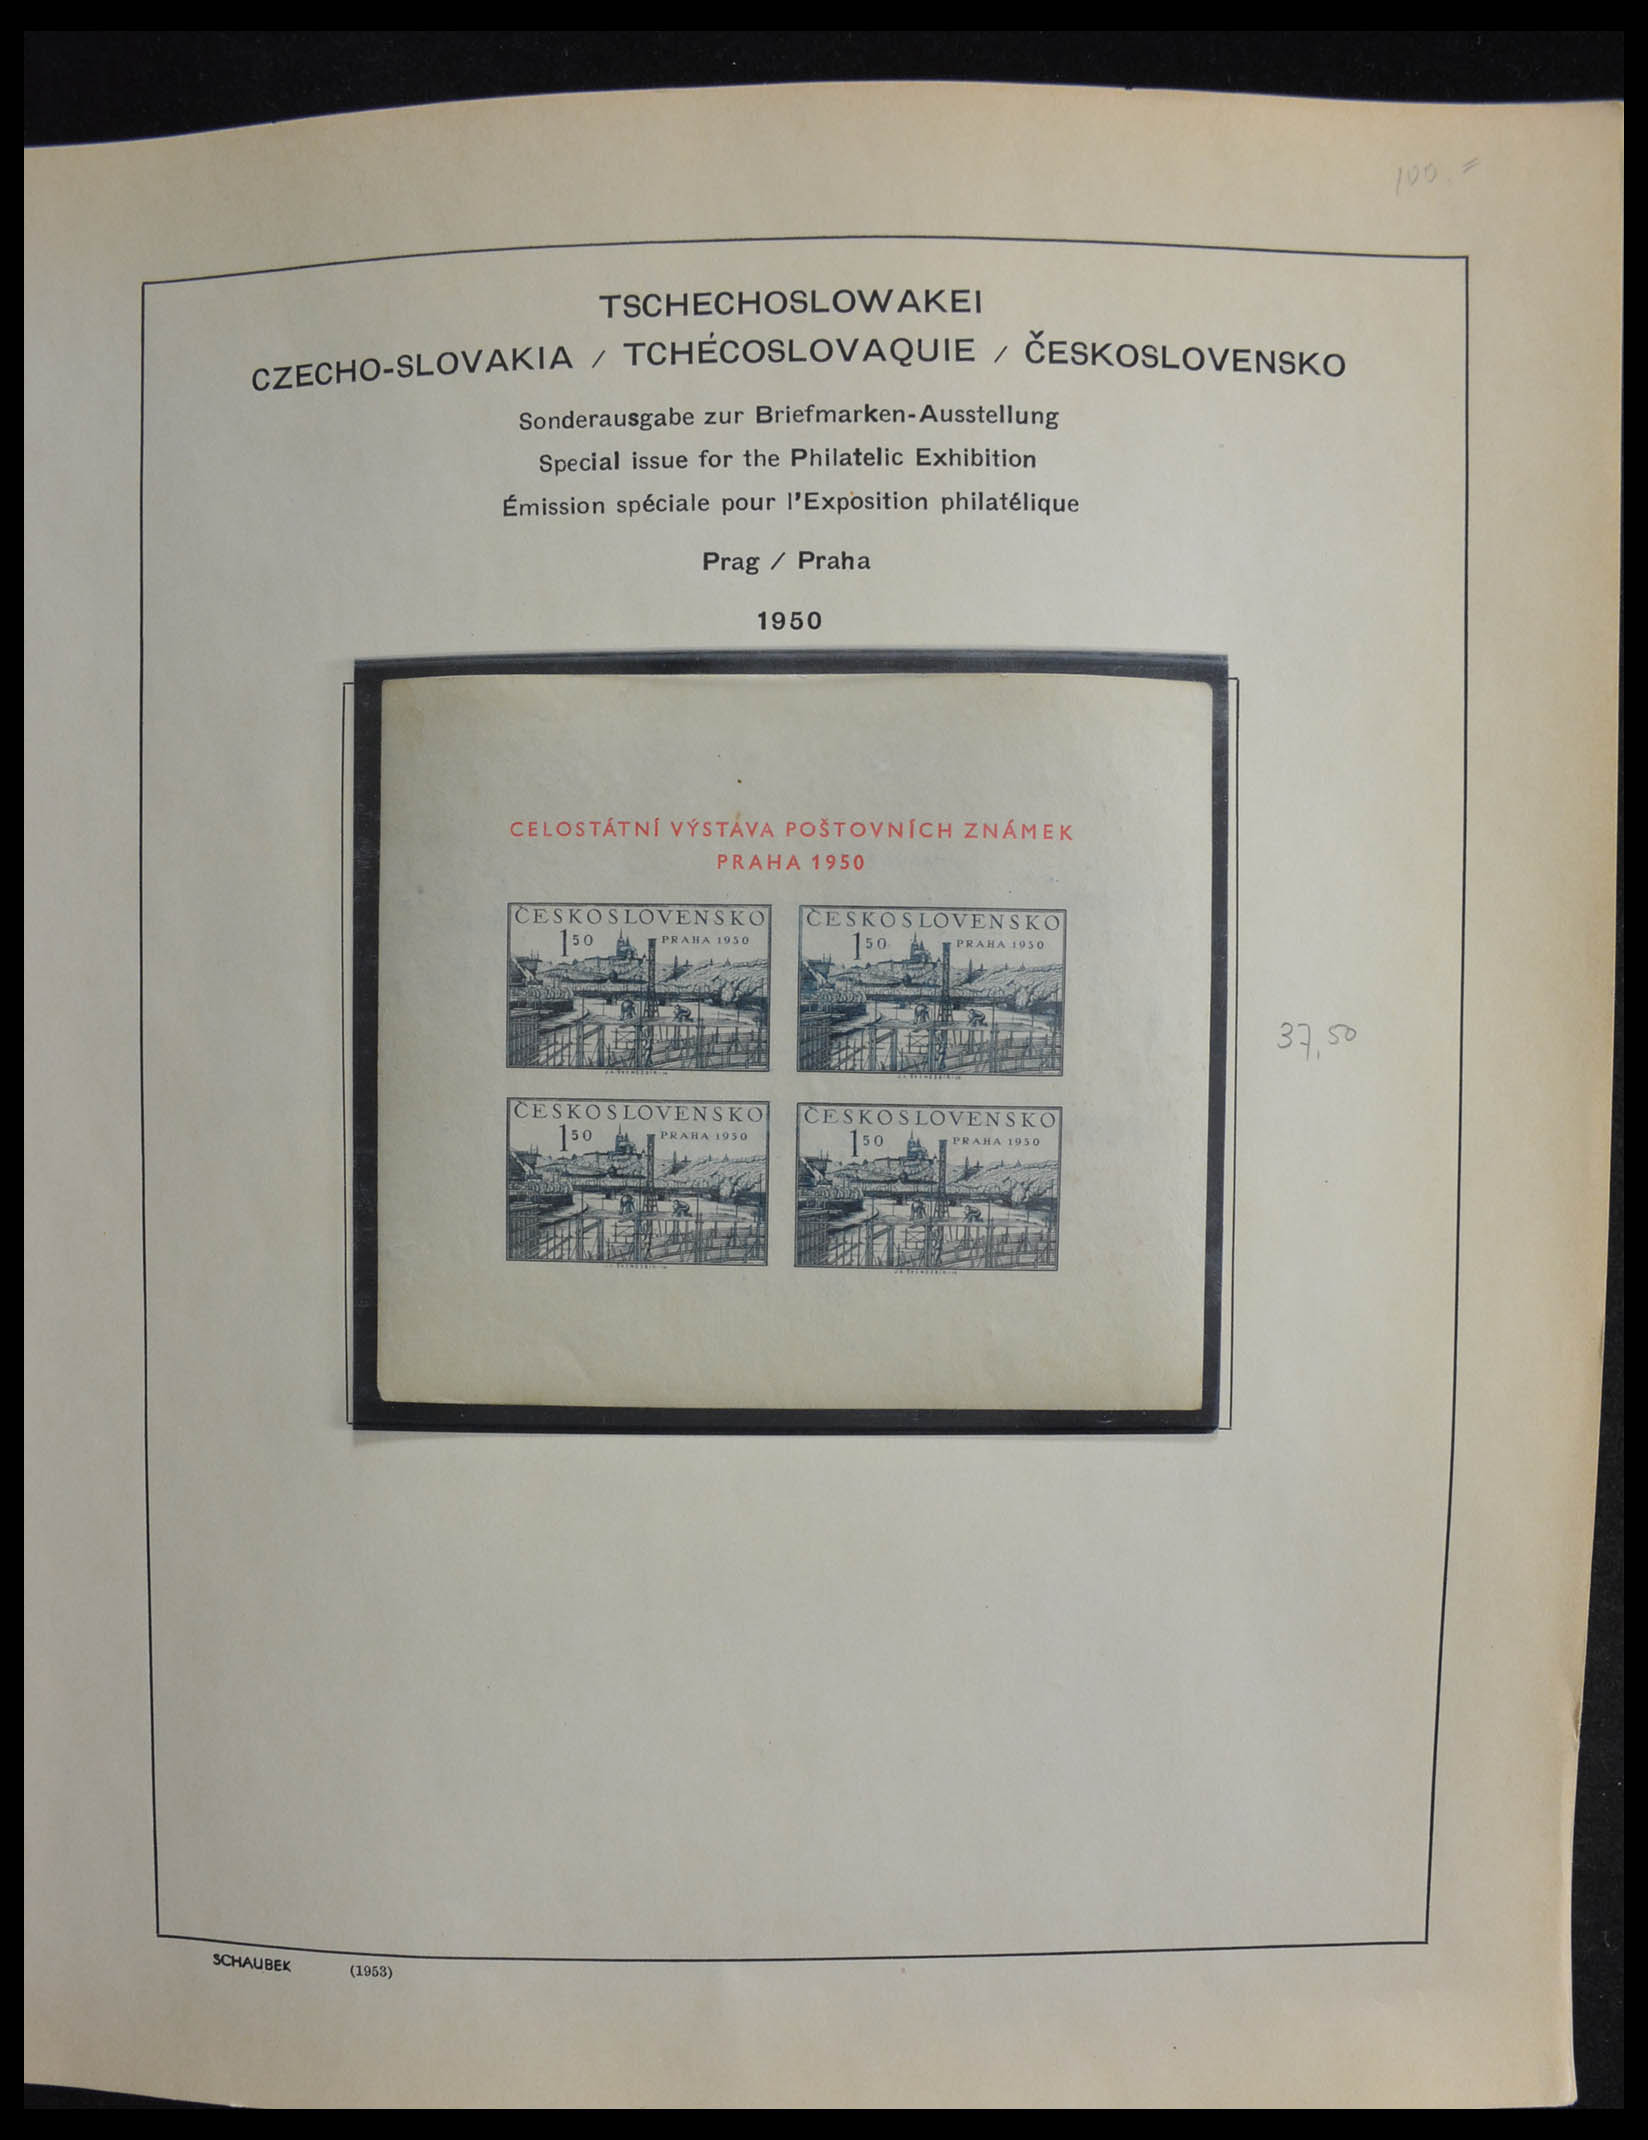 100.=
TSCHECHOSLOWAKEI
CZECHO-SLOVAKIA / TCHÉCOSLOVAQUIE / ČESKOSLOVENSKO
Sonderausgabe zur Briefmarken-Ausstellung
Special issue for the Philatelic Exhibition
Émission spéciale pour l'Exposition philatélique
Prag / Praha
1950
CELOSTÁTNÍ VÝSTAVA POŠTOVNÍCH ZNÁMEK
PRAHA 1950
ČESKOSLOVENSKO
1 50 PRAHA 1950
ČESKOSLOVENSKO
1 50 PRAHA 1950
37,50
ČESKOSLOVENSKO
1 50 PRAHA 1950
ČESKOSLOVENSKO
1 50 PRAHA 1950
SCHAUBEK (1953)